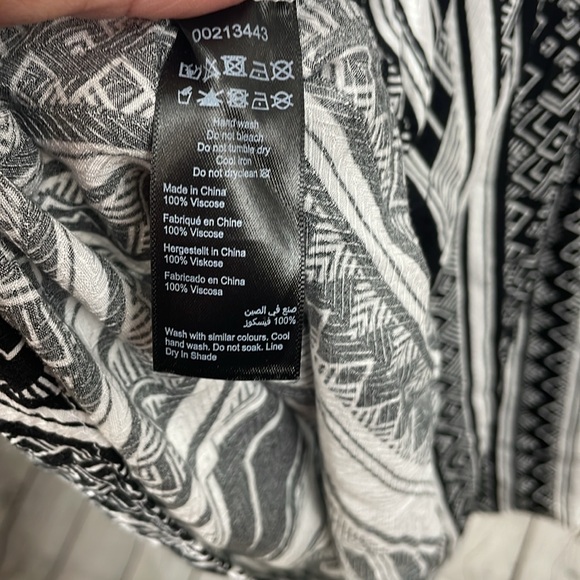 00213443
Hand wash
Do not bleach
Do not tumble dry
Cool iron
Do not dryclean
Made in China
100% Viscose
Fabriqué en Chine
100% Viscose
Hergestellt in China
100% Viskose
Fabricado en China
100% Viscosa
صنع في الصين
100% فيسكوز
Wash with similar colours. Cool
hand wash. Do not soak. Line
Dry In Shade